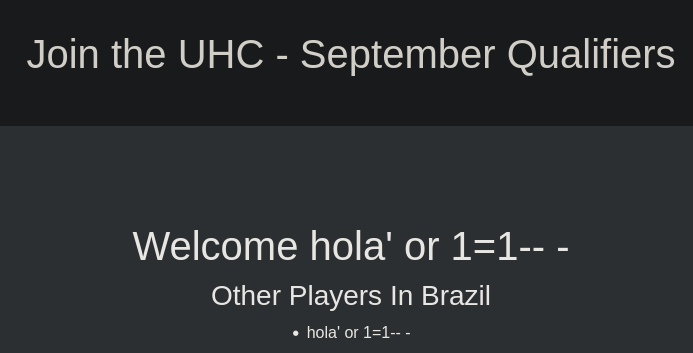 Join the UHC - September Qualifiers
Welcome hola' or 1=1-- -
Other Players In Brazil
• hola' or 1=1-- -